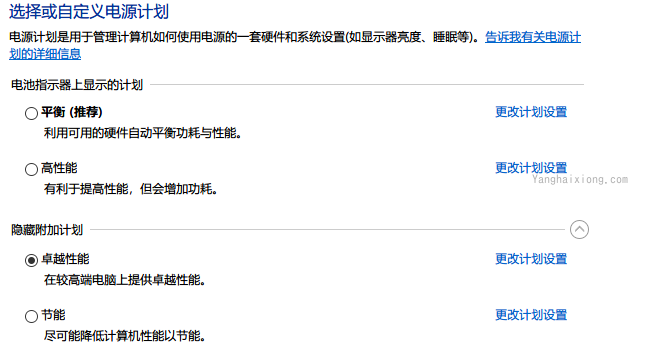 选择或自定义电源计划
电源计划是用于管理计算机如何使用电源的一套硬件和系统设置(如显示器亮度、睡眠等)。告诉我有关电源计
划的详细信息
电池指示器上显示的计划
平衡 (推荐) 更改计划设置
利用可用的硬件自动平衡功耗与性能。
高性能 更改计划设置
有利于提高性能，但会增加功耗。
Yanghaixiong.com
隐藏附加计划
卓越性能 更改计划设置
在较高端电脑上提供卓越性能。
节能 更改计划设置
尽可能降低计算机性能以节能。